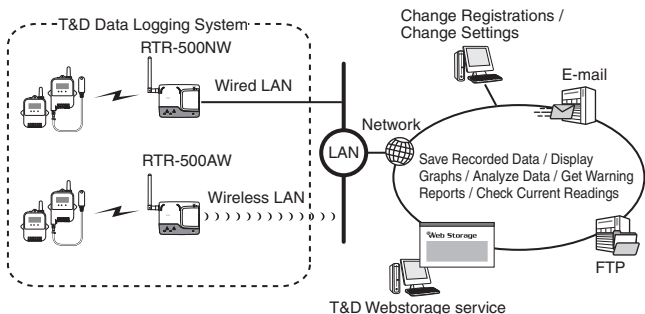 T&D Data Logging System
RTR-500NW
Wired LAN
RTR-500AW
Wireless LAN
LAN
Network
Change Registrations /
Change Settings
E-mail
Save Recorded Data / Display
Graphs / Analyze Data / Get Warning
Reports / Check Current Readings
Web Storage
FTP
T&D Webstorage service